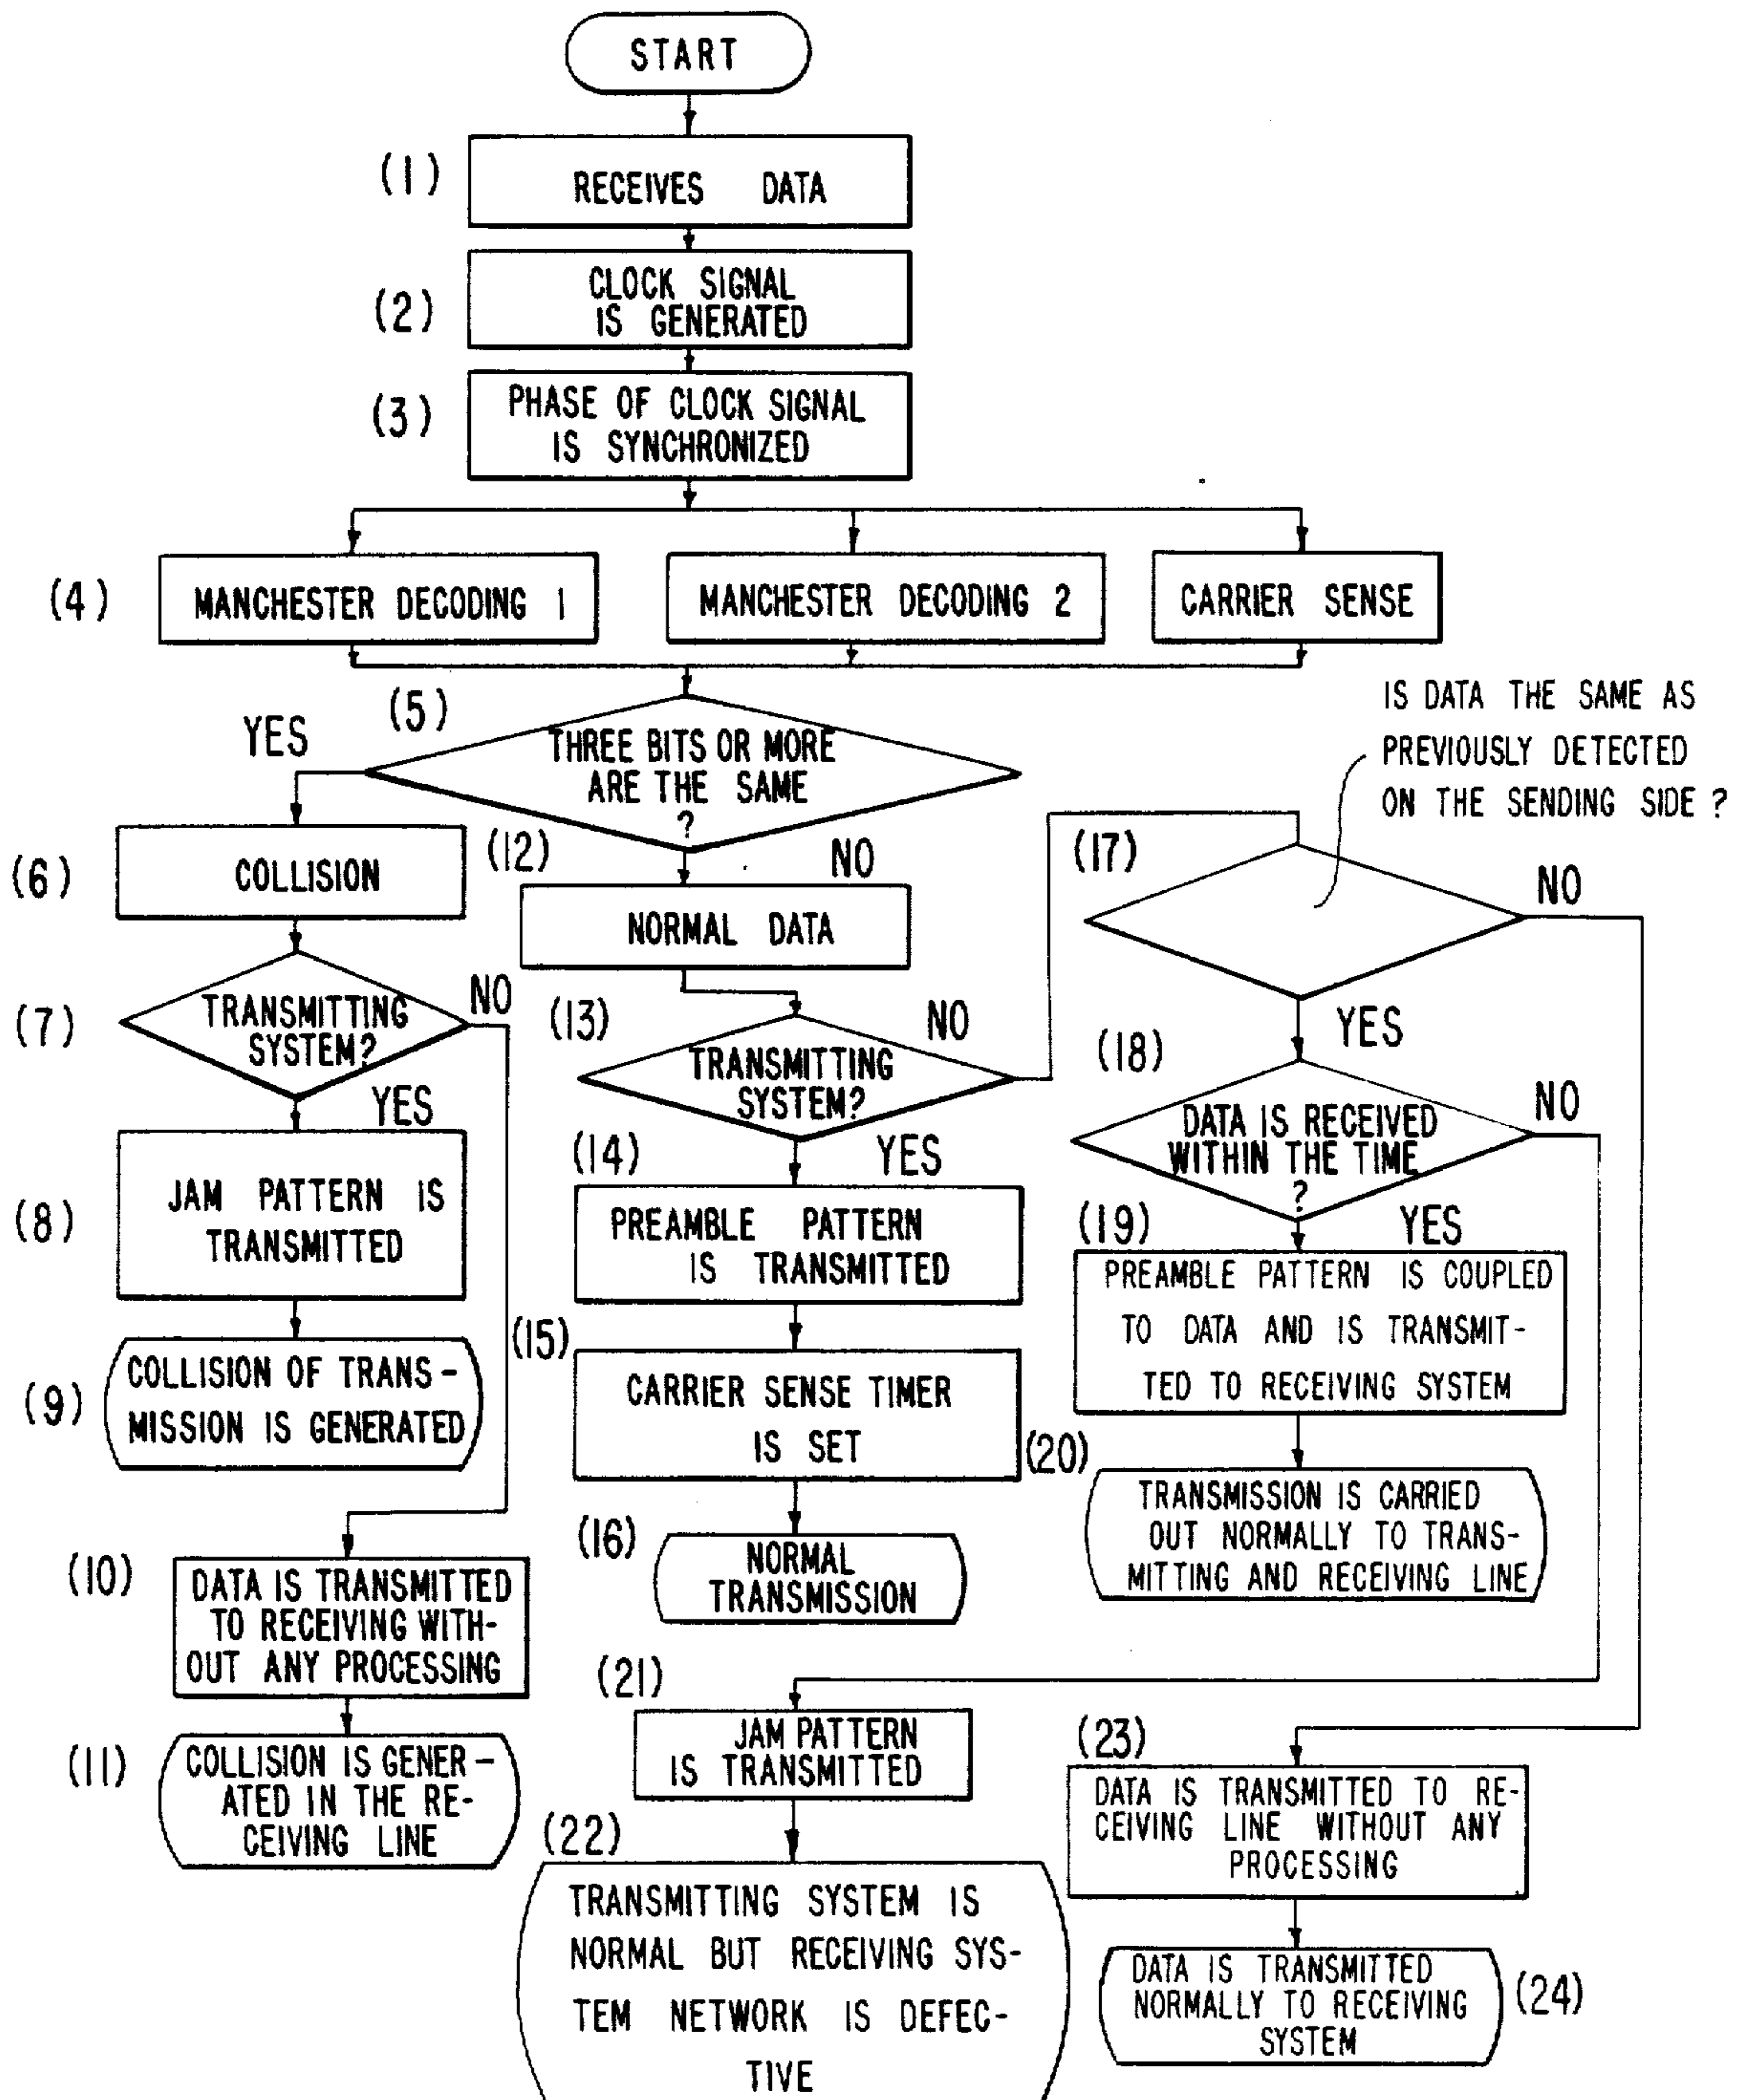 START
(1)
RECEIVES DATA
(2)
CLOCK SIGNAL
IS GENERATED
(3)
PHASE OF CLOCK SIGNAL
IS SYNCHRONIZED
(4)
MANCHESTER DECODING 1
MANCHESTER DECODING 2
CARRIER SENSE
(5)
YES
THREE BITS OR MORE
ARE THE SAME
?
NO
IS DATA THE SAME AS
PREVIOUSLY DETECTED
ON THE SENDING SIDE ?
(6)
COLLISION
(12)
NORMAL DATA
(17)
NO
YES
(7)
TRANSMITTING
SYSTEM?
NO
YES
(13)
TRANSMITTING
SYSTEM?
NO
YES
(18)
DATA IS RECEIVED
WITHIN THE TIME
?
NO
YES
(8)
JAM PATTERN IS
TRANSMITTED
(14)
PREAMBLE PATTERN
IS TRANSMITTED
(19)
PREAMBLE PATTERN IS COUPLED
TO DATA AND IS TRANSMIT-
TED TO RECEIVING SYSTEM
(9)
COLLISION OF TRANS-
MISSION IS GENERATED
(15)
CARRIER SENSE TIMER
IS SET
(20)
TRANSMISSION IS CARRIED
OUT NORMALLY TO TRANS-
MITTING AND RECEIVING LINE
(16)
NORMAL
TRANSMISSION
(10)
DATA IS TRANSMITTED
TO RECEIVING WITH-
OUT ANY PROCESSING
(11)
COLLISION IS GENER-
ATED IN THE RE-
CEIVING LINE
(21)
JAM PATTERN
IS TRANSMITTED
(22)
TRANSMITTING SYSTEM IS
NORMAL BUT RECEIVING SYS-
TEM NETWORK IS DEFEC-
TIVE
(23)
DATA IS TRANSMITTED TO RE-
CEIVING LINE WITHOUT ANY
PROCESSING
DATA IS TRANSMITTED
NORMALLY TO RECEIVING
SYSTEM
(24)